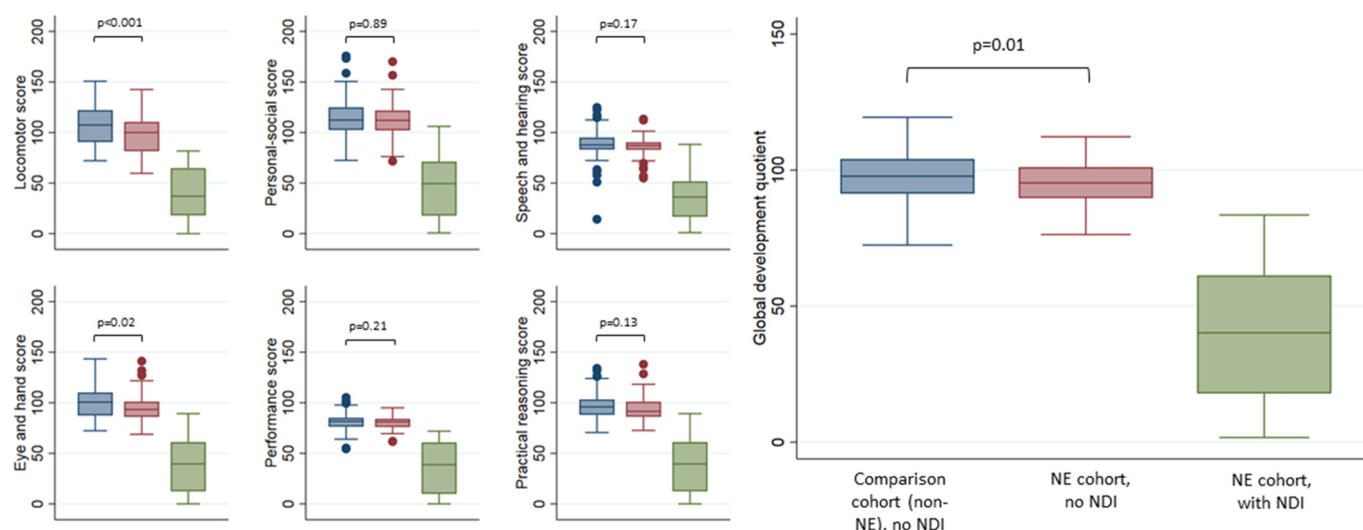 p<0.001
200
150
100
50
0
Locomotor score
p=0.89
200
150
100
50
0
Personal-social score
p=0.17
200
150
100
50
0
Speech and hearing score
p=0.02
200
150
100
50
0
Eye and hand score
p=0.21
200
150
100
50
0
Performance score
p=0.13
200
150
100
50
0
Practical reasoning score
p=0.01
150
100
50
0
Global development quotient
Comparison
cohort (non-
NE), no NDI
NE cohort,
no NDI
NE cohort,
with NDI